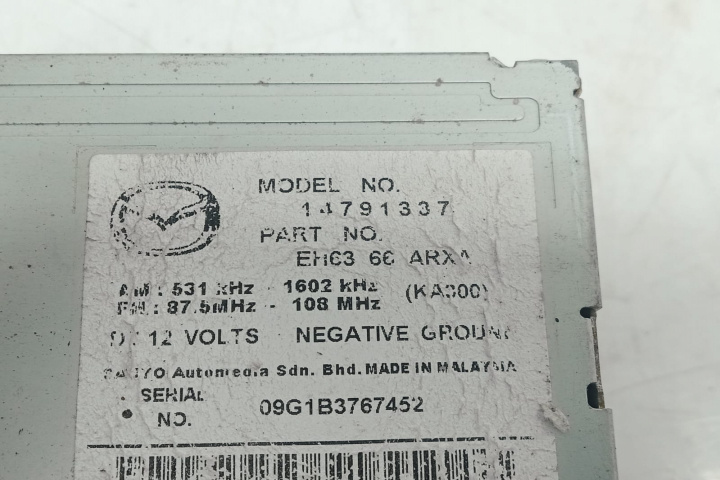 MODEL NO.
14791337
PART NO.
EH63 66 ARXA
AM : 531 kHz - 1602 kHz
FM : 87.5MHz - 108 MHz (KA300)
12 VOLTS NEGATIVE GROUND
SANYO Automedia Sdn. Bhd. MADE IN MALAYSIA
SERIAL
NO. 09G1B3767452